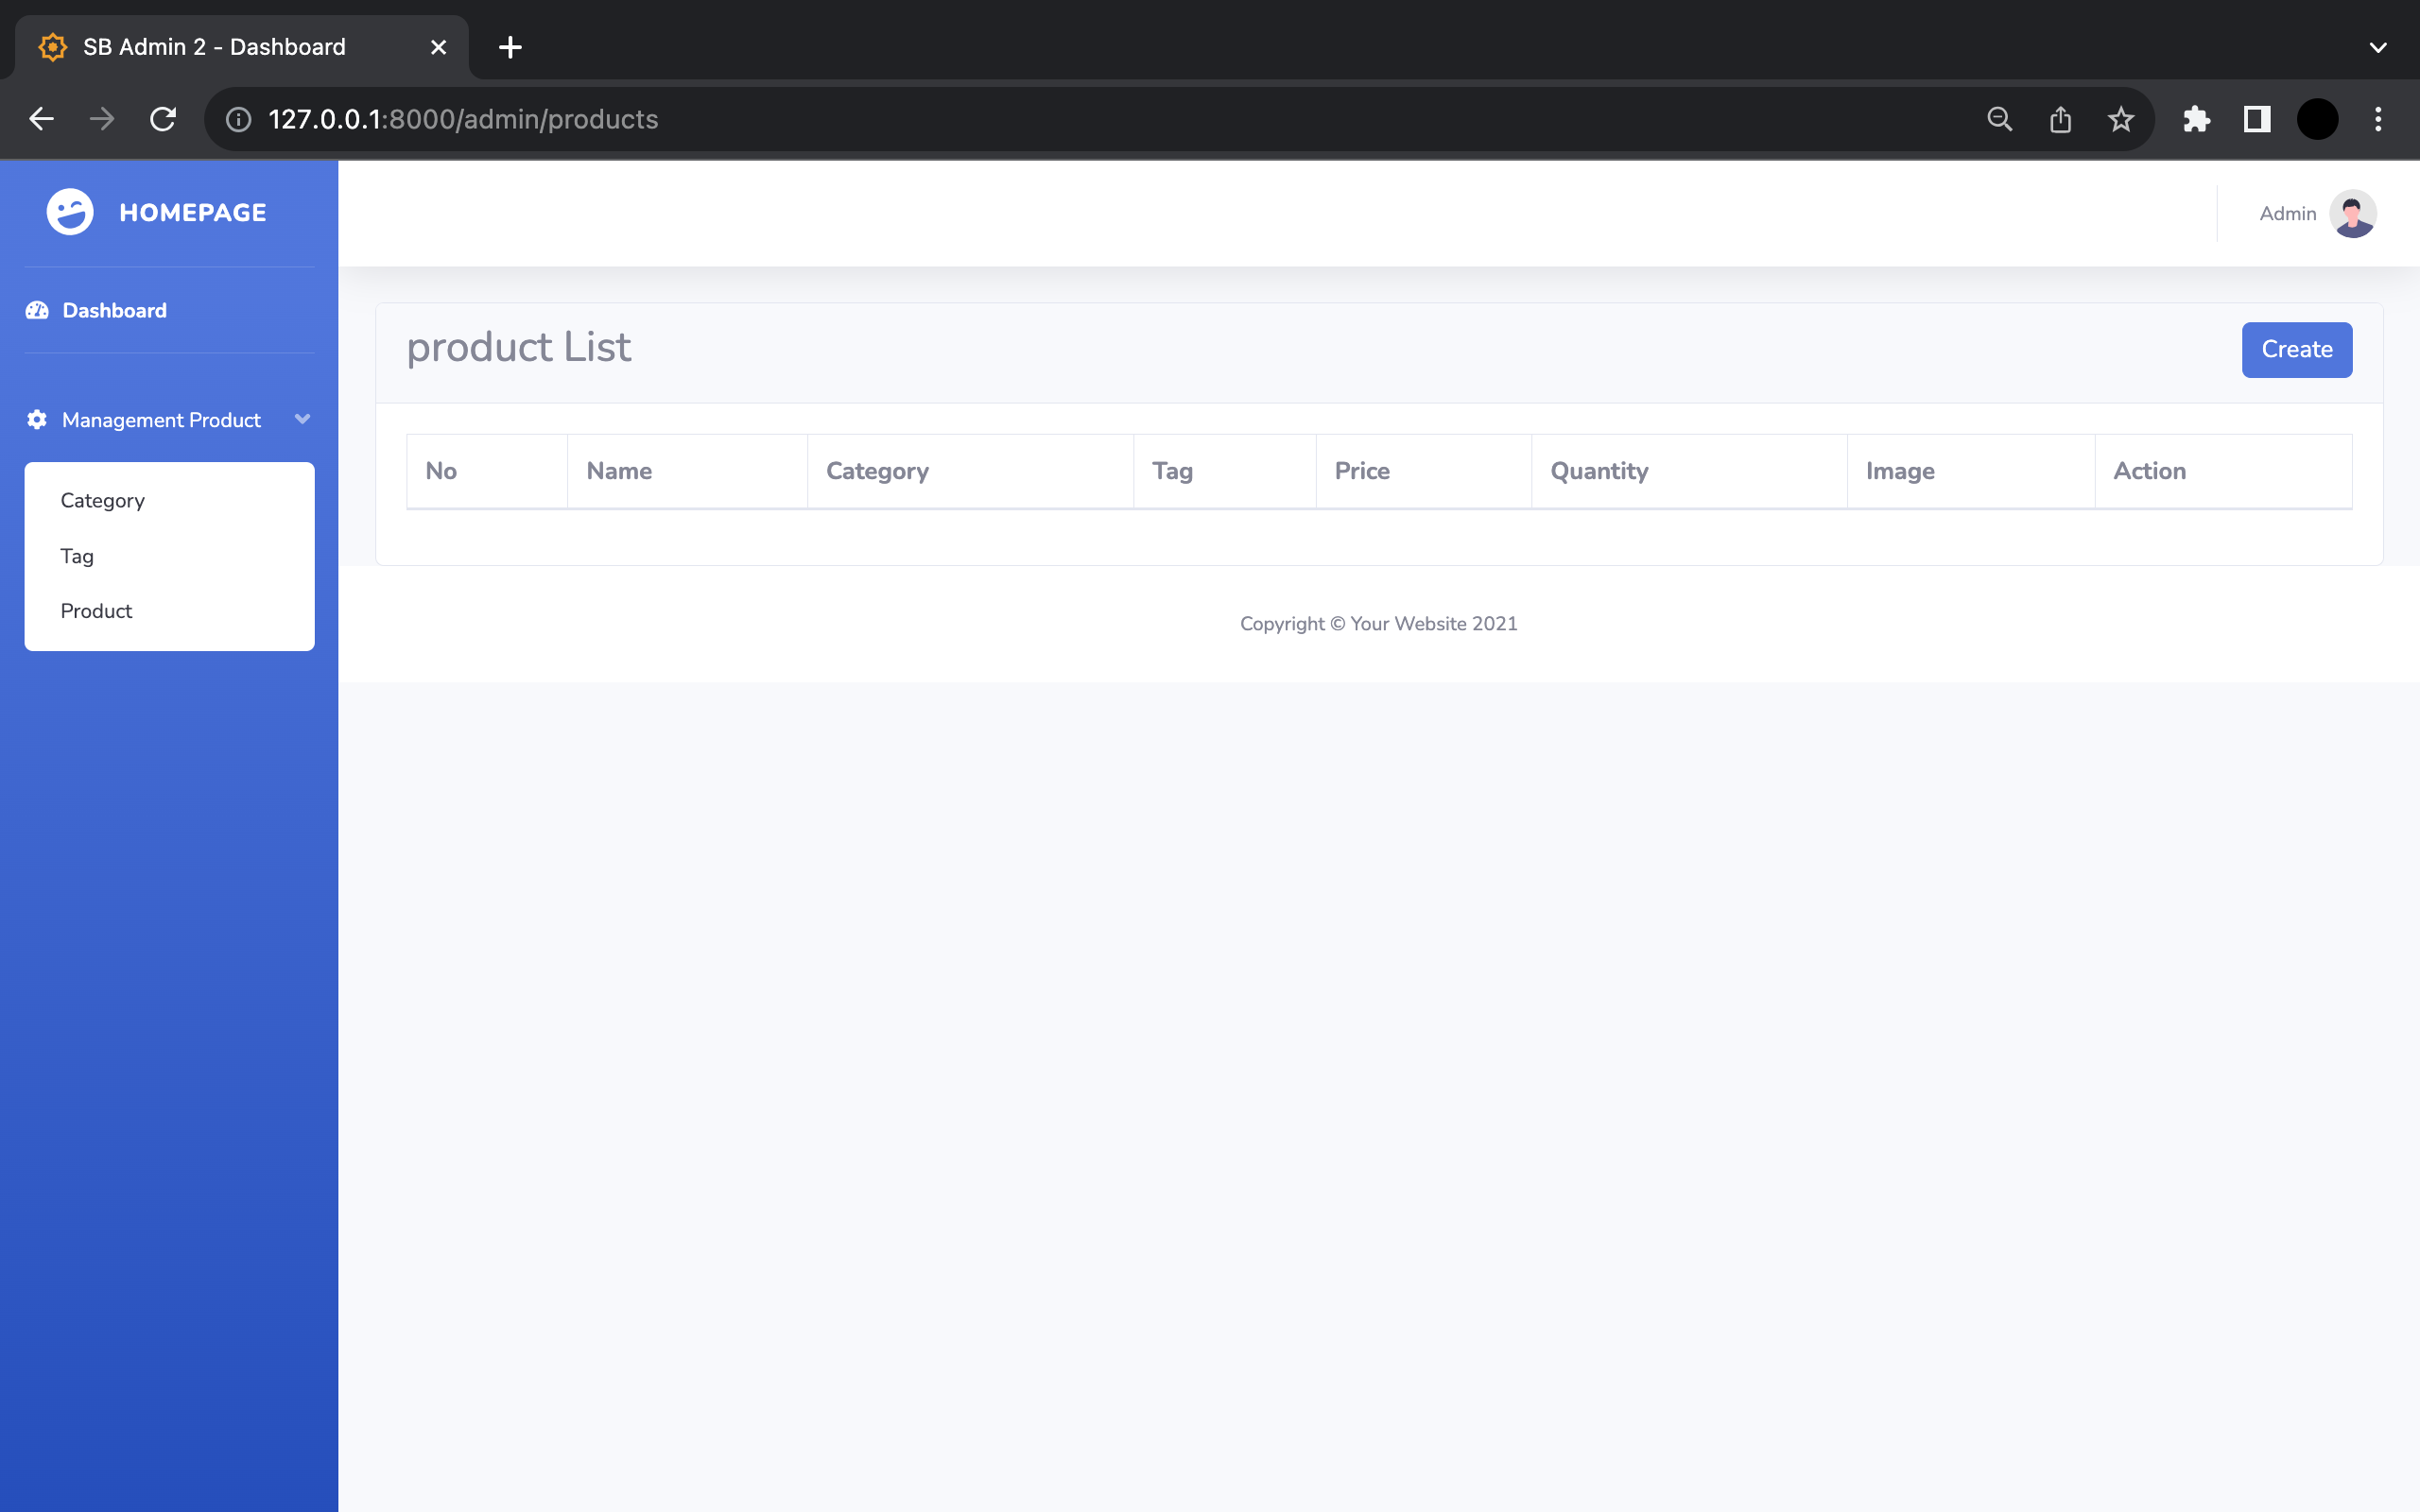 SB Admin 2 - Dashboard
127.0.0.1:8000/admin/products
HOMEPAGE
Admin
Dashboard
product List
Create
Management Product
No Name Category Tag Price Quantity Image Action
Category
Tag
Product
Copyright © Your Website 2021